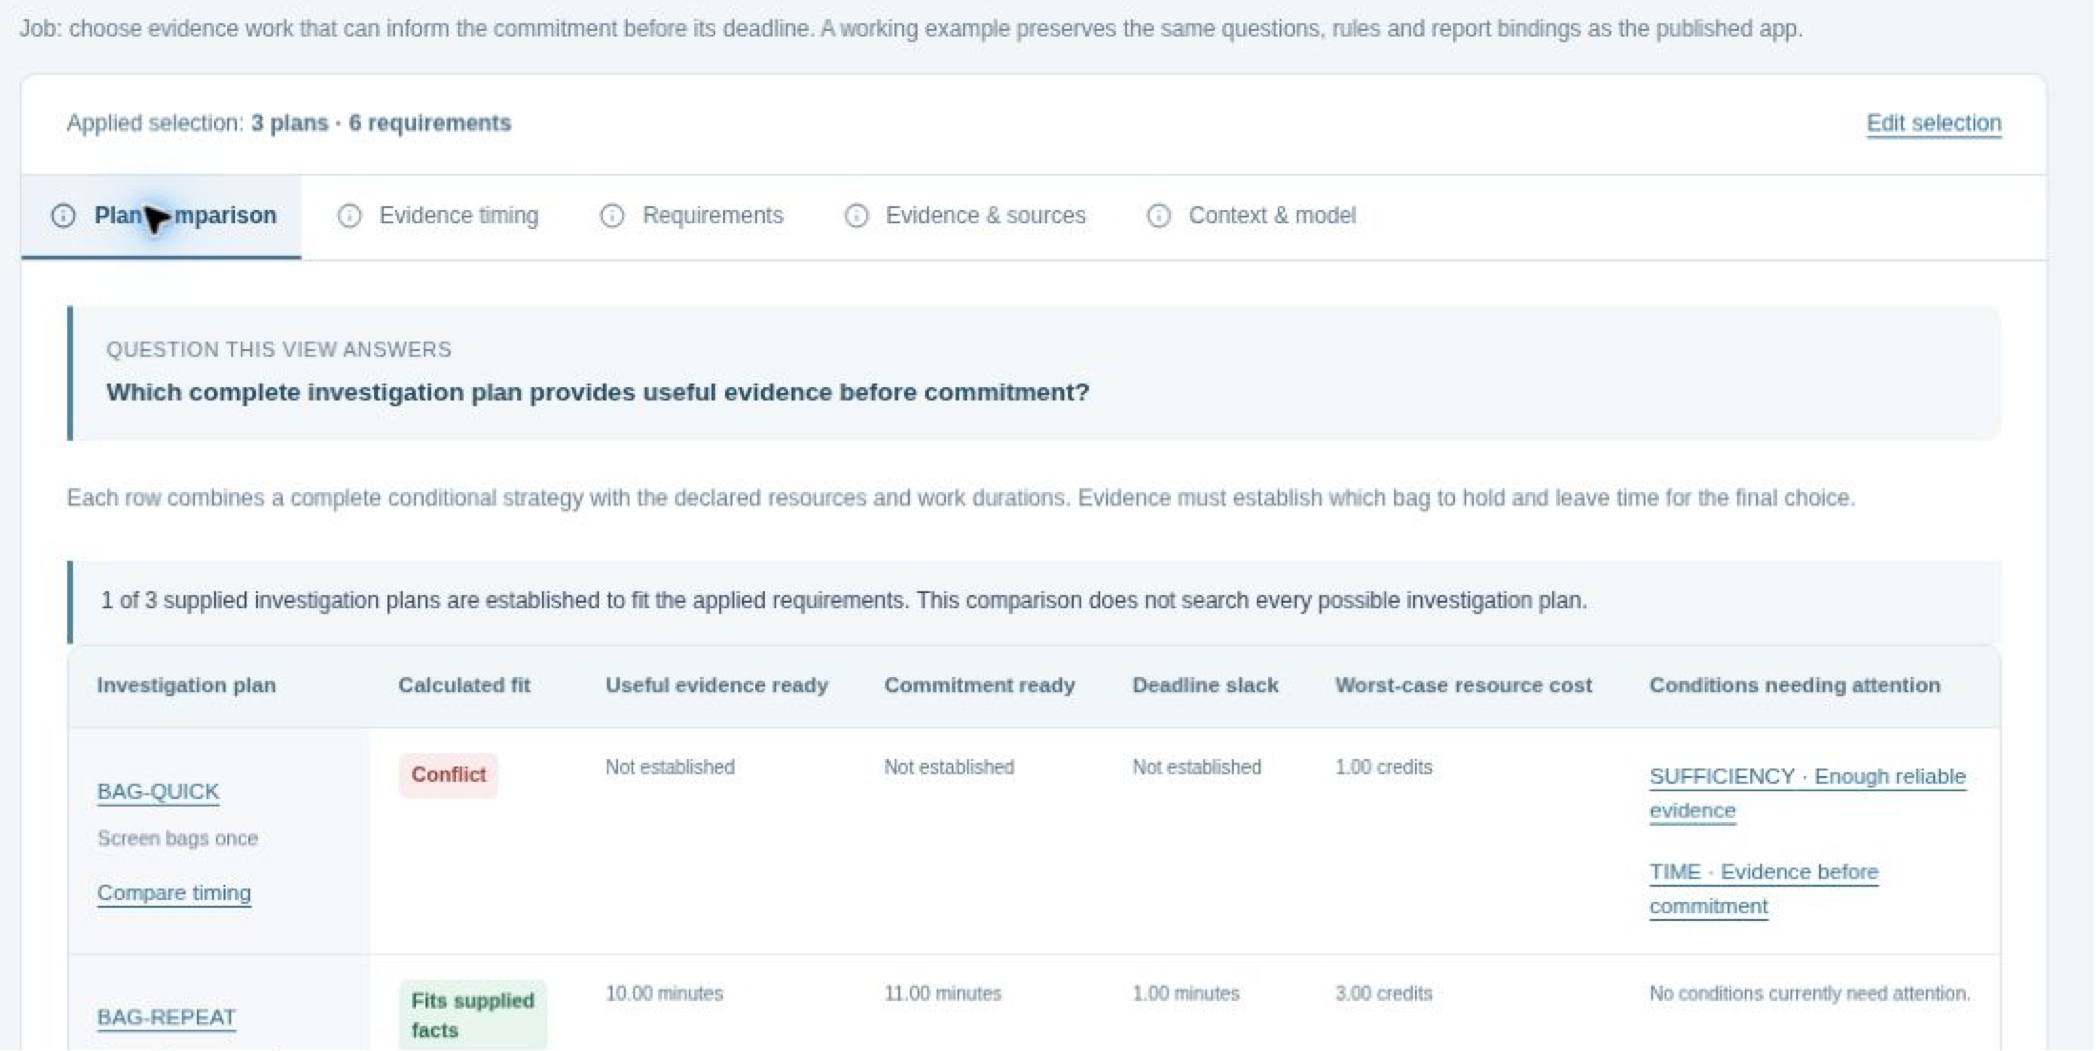 Job: choose evidence work that can inform the commitment before its deadline. A working example preserves the same questions, rules and report bindings as the published app.
Applied selection: 3 plans · 6 requirements
Edit selection
Plan mparison
Evidence timing
Requirements
Evidence & sources
Context & model
QUESTION THIS VIEW ANSWERS
Which complete investigation plan provides useful evidence before commitment?
Each row combines a complete conditional strategy with the declared resources and work durations. Evidence must establish which bag to hold and leave time for the final choice.
1 of 3 supplied investigation plans are established to fit the applied requirements. This comparison does not search every possible investigation plan.
Investigation plan
Calculated fit
Useful evidence ready
Commitment ready
Deadline slack
Worst-case resource cost
Conditions needing attention
BAG-QUICK
Screen bags once
Compare timing
Conflict
Not established
Not established
Not established
1.00 credits
SUFFICIENCY · Enough reliable
evidence
TIME · Evidence before
commitment
BAG-REPEAT
Fits supplied
facts
10.00 minutes
11.00 minutes
1.00 minutes
3.00 credits
No conditions currently need attention.